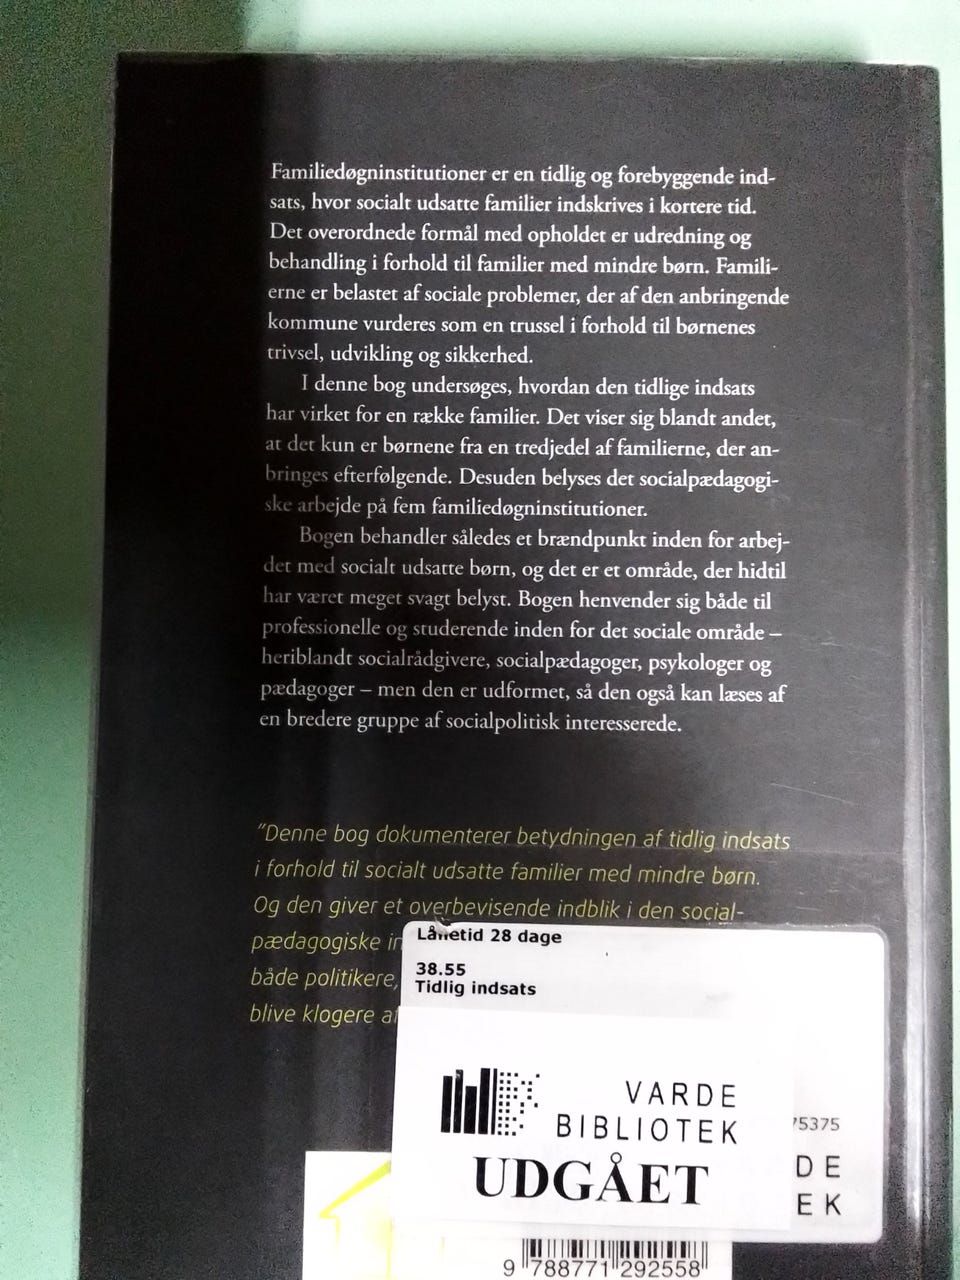 Familiedøgninstitutioner er en tidlig og forebyggende ind-
sats, hvor socialt udsatte familier indskrives i kortere tid.
Det overordnede formål med opholdet er udredning og
behandling i forhold til familier med mindre børn. Famili-
erne er belastet af sociale problemer, der af den anbringende
kommune vurderes som en trussel i forhold til børnenes
trivsel, udvikling og sikkerhed.
I denne bog undersøges, hvordan den tidlige indsats
har virket for en række familier. Det viser sig blandt andet,
at det kun er børnene fra en tredjedel af familierne, der an-
bringes efterfølgende. Desuden belyses det socialpædagogi-
ske arbejde på fem familiedøgninstitutioner.
Bogen behandler således et brændpunkt inden for arbej-
det med socialt udsatte børn, og det er et område, der hidtil
har været meget svagt belyst. Bogen henvender sig både til
professionelle og studerende inden for det sociale område –
heriblandt socialrådgivere, socialpædagoger, psykologer og
pædagoger – men den er udformet, så den også kan læses af
en bredere gruppe af socialpolitisk interesserede.
"Denne bog dokumenterer betydningen af tidlig indsats
i forhold til socialt udsatte familier med mindre børn.
Og den giver et overbevisende indblik i den social-
pædagogiske in
både politikere,
blive klogere af
Lånetid 28 dage
38.55
Tidlig indsats
VARDE
BIBLIOTEK
UDGÅET
75375
DE
EK
9 788771 292558